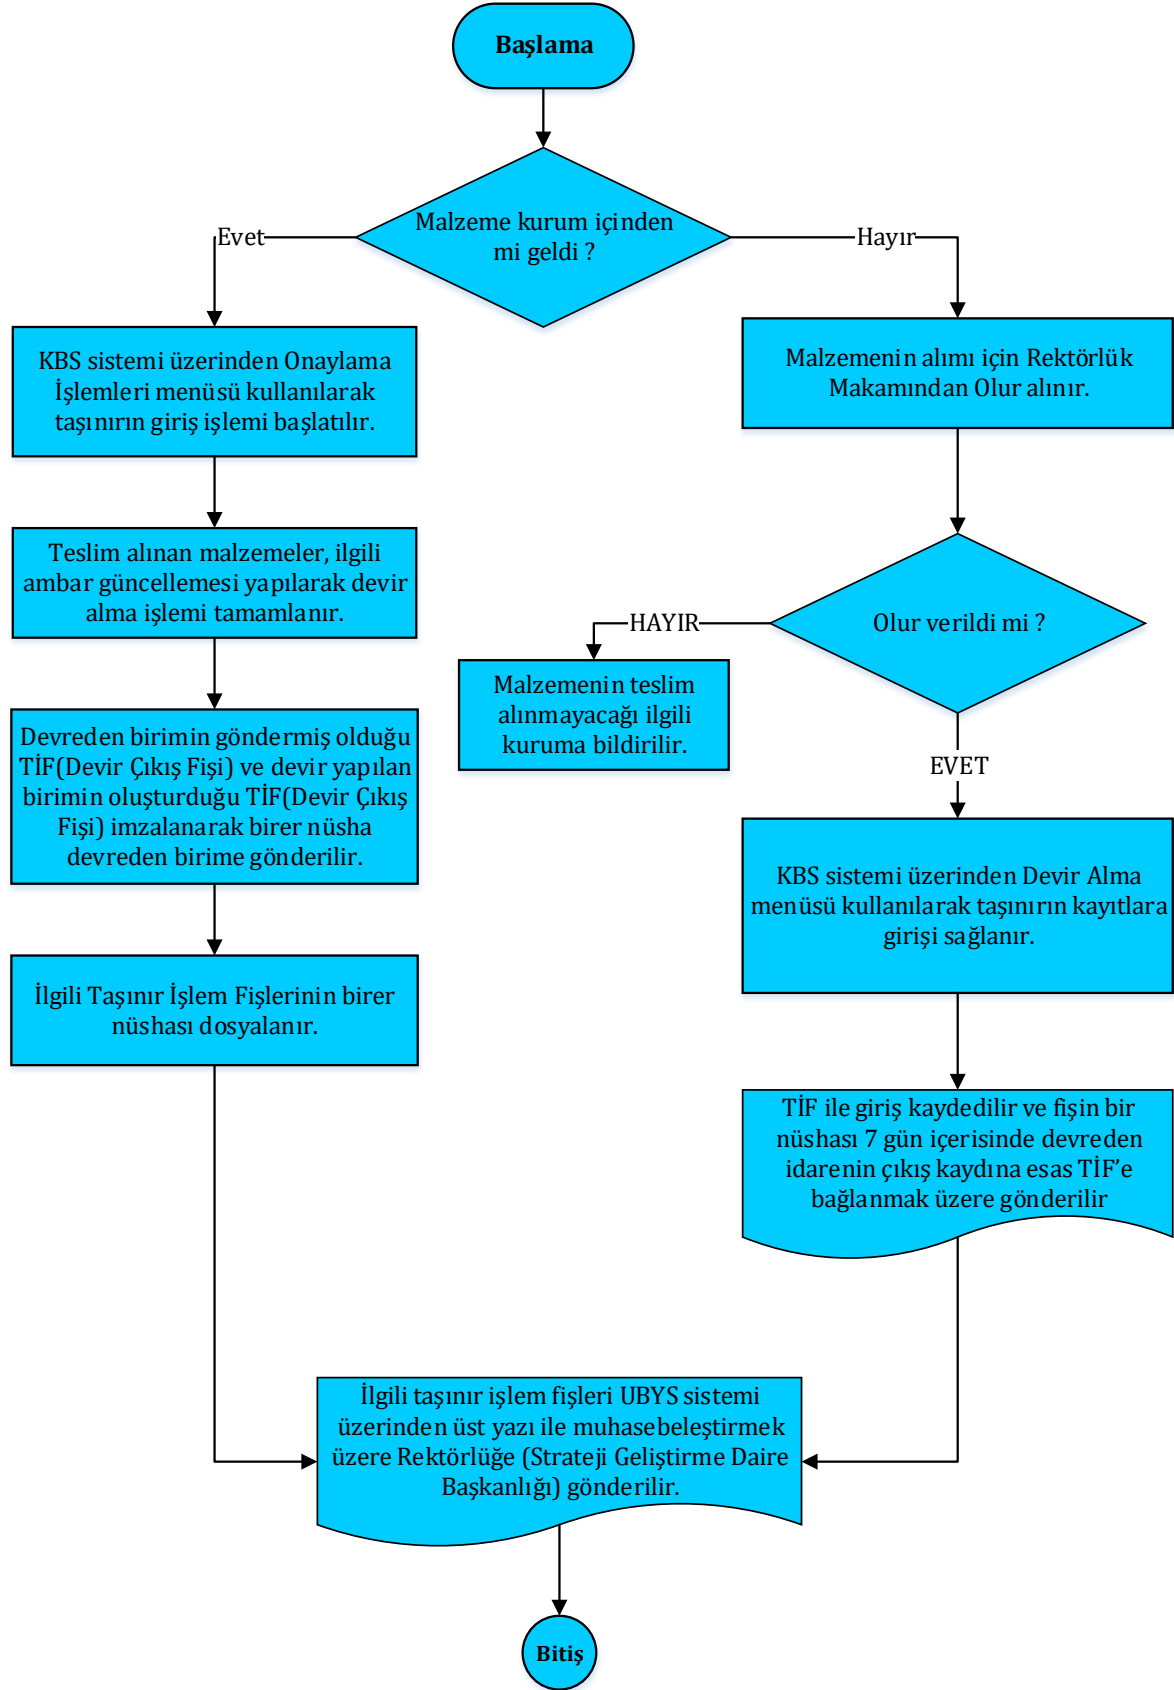 Başlama
Malzeme kurum içinden
mi geldi ?
Evet
Hayır
KBS sistemi üzerinden Onaylama
İşlemleri menüsü kullanılarak
taşınırın giriş işlemi başlatılır.
Malzemenin alımı için Rektörlük
Makamından Olur alınır.
Teslim alınan malzemeler, ilgili
ambar güncellemesi yapılarak devir
alma işlemi tamamlanır.
Olur verildi mi ?
HAYIR
Malzemenin teslim
alınmayacağı ilgili
kuruma bildirilir.
EVET
Devreden birimin göndermiş olduğu
TİF(Devir Çıkış Fişi) ve devir yapılan
birimin oluşturduğu TİF(Devir Çıkış
Fişi) imzalanarak birer nüsha
devreden birime gönderilir.
KBS sistemi üzerinden Devir Alma
menüsü kullanılarak taşınırın kayıtlara
girişi sağlanır.
İlgili Taşınır İşlem Fişlerinin birer
nüshası dosyalanır.
TİF ile giriş kaydedilir ve fişin bir
nüshası 7 gün içerisinde devreden
idarenin çıkış kaydına esas TİF’e
bağlanmak üzere gönderilir
İlgili taşınır işlem fişleri UBYS sistemi
üzerinden üst yazı ile muhasebeleştirmek
üzere Rektörlüğe (Strateji Geliştirme Daire
Başkanlığı) gönderilir.
Bitiş